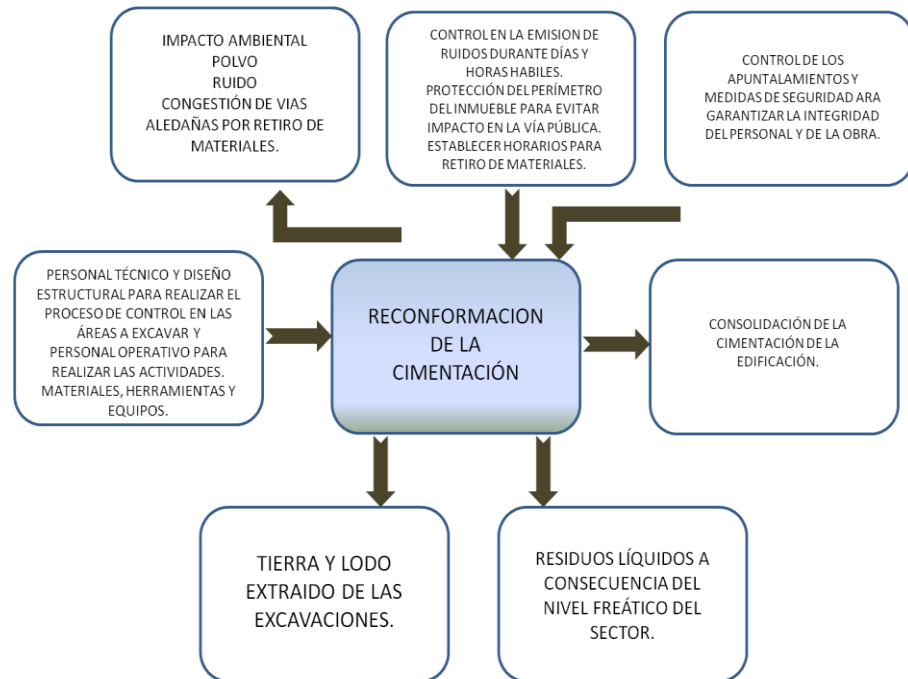 IMPACTO AMBIENTAL
POLVO
RUIDO
CONGESTIÓN DE VIAS
ALEDAÑAS POR RETIRO DE
MATERIALES.
CONTROL EN LA EMISION DE
RUIDOS DURANTE DÍAS Y
HORAS HABILES.
PROTECCIÓN DEL PERÍMETRO
DEL INMUEBLE PARA EVITAR
IMPACTO EN LA VÍA PÚBLICA.
ESTABLECER HORARIOS PARA
RETIRO DE MATERIALES.
CONTROL DE LOS
APUNTALAMIENTOS Y
MEDIDAS DE SEGURIDAD ARA
GARANTIZAR LA INTEGRIDAD
DEL PERSONAL Y DE LA OBRA.
PERSONAL TÉCNICO Y DISEÑO
ESTRUCTURAL PARA REALIZAR EL
PROCESO DE CONTROL EN LAS
ÁREAS A EXCAVAR Y
PERSONAL OPERATIVO PARA
REALIZAR LAS ACTIVIDADES.
MATERIALES, HERRAMIENTAS Y
EQUIPOS.
RECONFORMACION
DE LA
CIMENTACIÓN
CONSOLIDACIÓN DE LA
CIMENTACIÓN DE LA
EDIFICACIÓN.
TIERRA Y LODO
EXTRAIDO DE LAS
EXCAVACIONES.
RESIDUOS LÍQUIDOS A
CONSECUENCIA DEL
NIVEL FREÁTICO DEL
SECTOR.